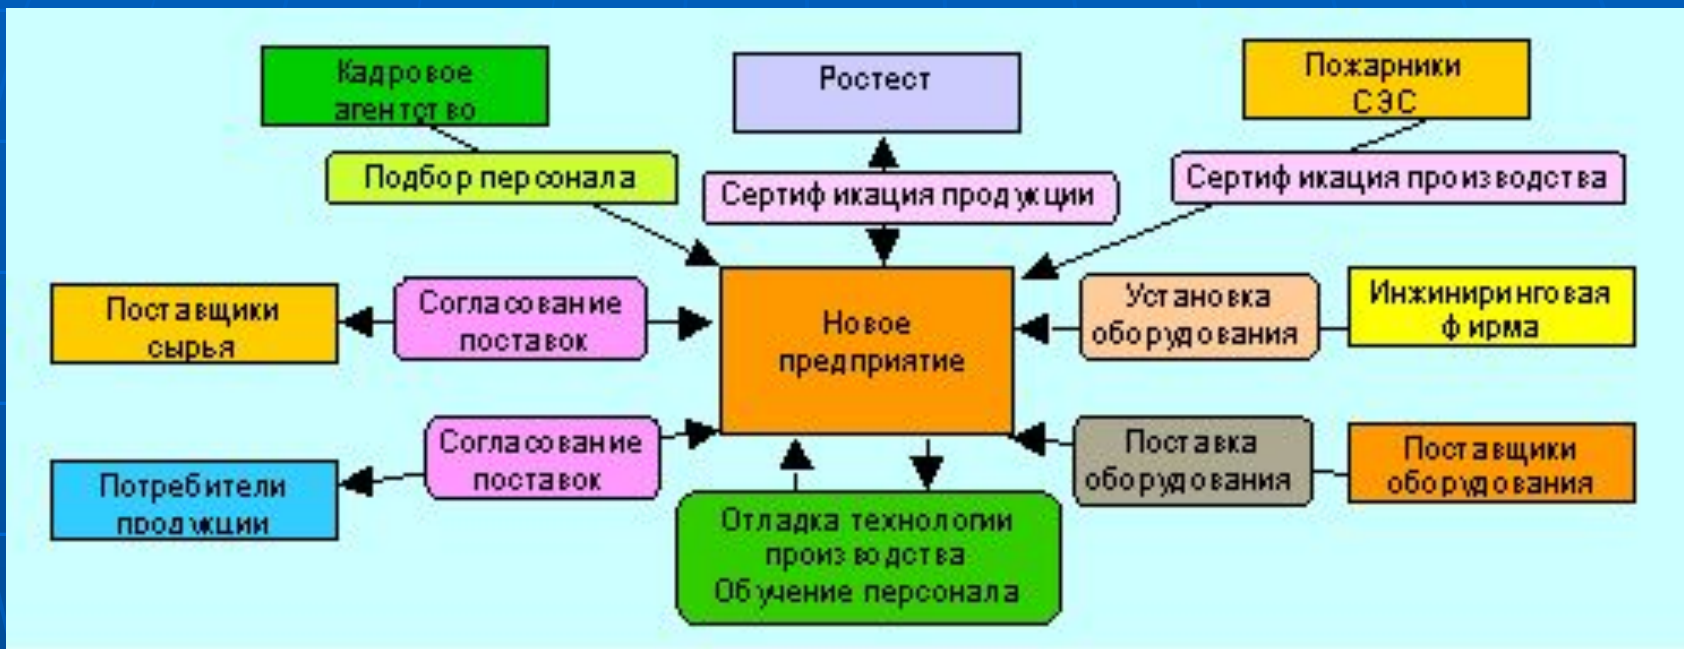 Кадровое
агентство
Ростест
Пожарники
СЭС
Подбор персонала
Сертификация продукции
Сертификация производства
Поставщики
сырья
Согласование
поставок
Новое
предприятие
Установка
оборудования
Инжиниринговая
фирма
Потребители
продукции
Согласование
поставок
Поставка
оборудования
Поставщики
оборудования
Отладка технологии
производства
Обучение персонала